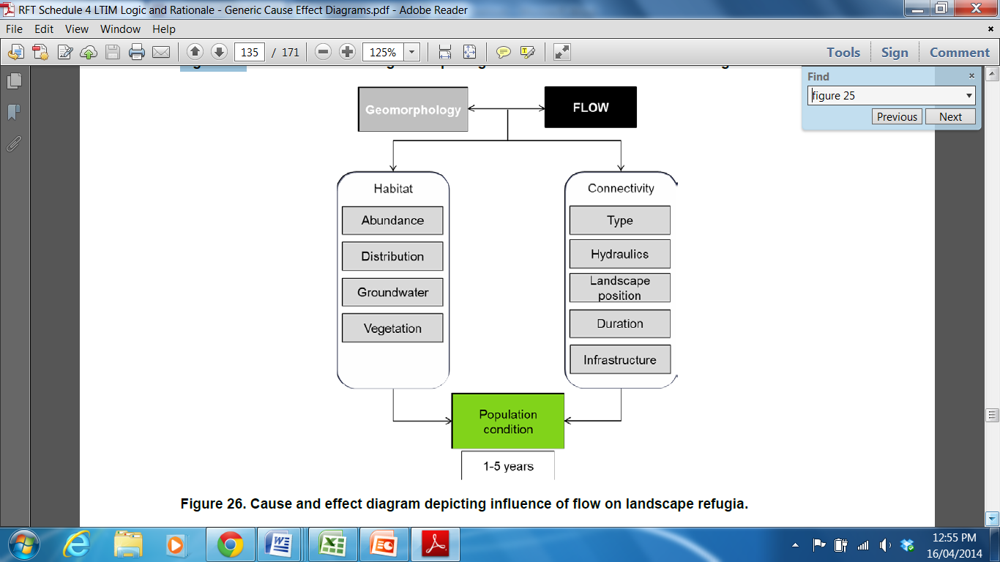 RFT Schedule 4 LTIM Logic and Rationale - Generic Cause Effect Diagrams.pdf - Adobe Reader
File Edit View Window Help
135 / 171 125% Tools Sign Comment
Find
figure 25
Previous Next
Geomorphology
FLOW
Habitat
Abundance
Distribution
Groundwater
Vegetation
Connectivity
Type
Hydraulics
Landscape
position
Duration
Infrastructure
Population
condition
1-5 years
Figure 26. Cause and effect diagram depicting influence of flow on landscape refugia.
12:55 PM
16/04/2014